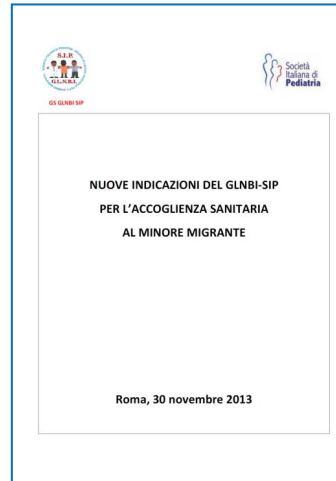 S.I.P.
G.L.N.B.I.
GS GLNBI SIP
Società
Italiana di
Pediatria
NUOVE INDICAZIONI DEL GLNBI-SIP
PER L'ACCOGLIENZA SANITARIA
AL MINORE MIGRANTE
Roma, 30 novembre 2013